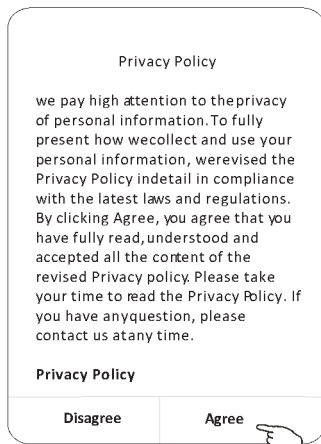 Privacy Policy
we pay high attention to theprivacy
of personal information. To fully
present how wecollect and use your
personal information, werevised the
Privacy Policy indetail in compliance
with the latest laws and regulations.
By clicking Agree, you agree that you
have fully read, understood and
accepted all the content of the
revised Privacy policy. Please take
your time to read the Privacy Policy. If
you have anyquestion, please
contact us atany time.
Privacy Policy
Disagree Agree